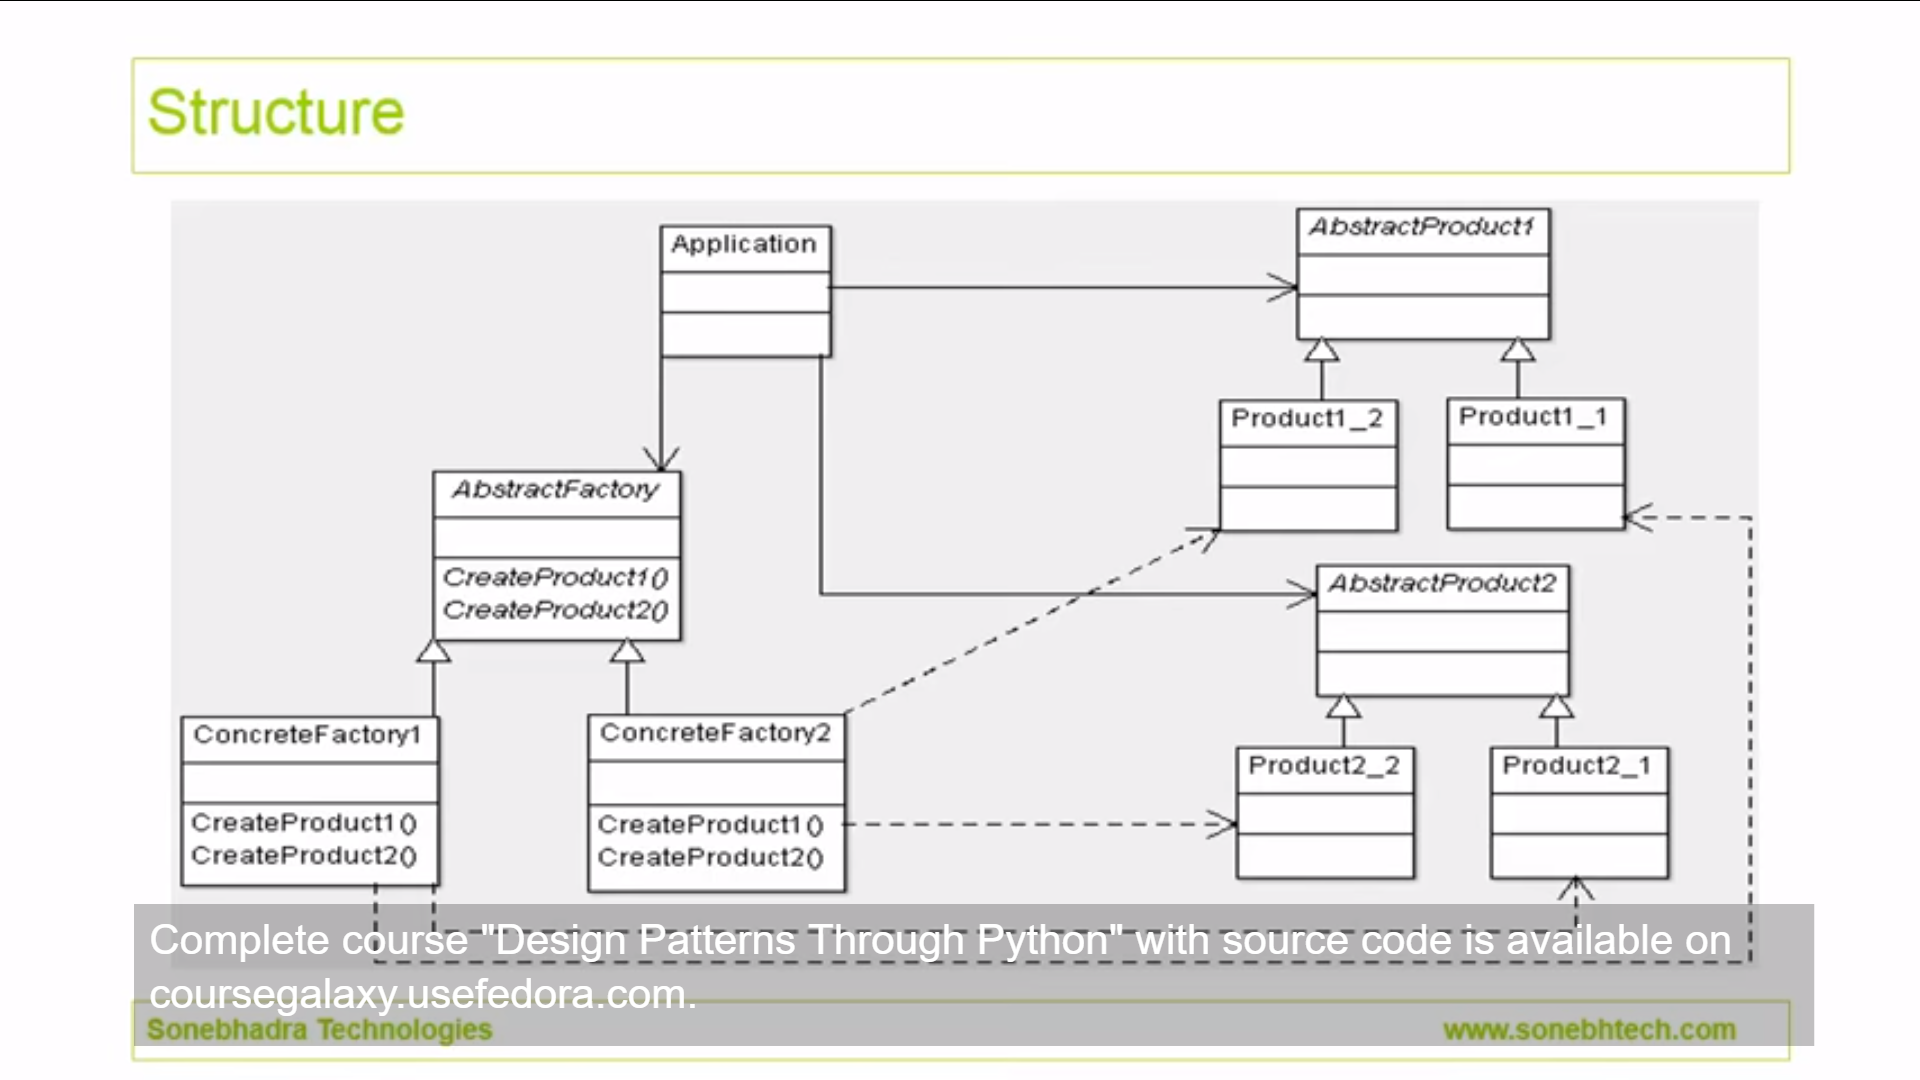 Structure
Application
AbstractProduct1
Product1_2
Product1_1
AbstractFactory
CreateProduct1()
CreateProduct2()
AbstractProduct2
ConcreteFactory1
CreateProduct1()
CreateProduct2()
ConcreteFactory2
CreateProduct1()
CreateProduct2()
Product2_2
Product2_1
Complete course "Design Patterns Through Python" with source code is available on
coursegalaxy.usefedora.com.
Sonebhadra Technologies
www.sonebhtech.com